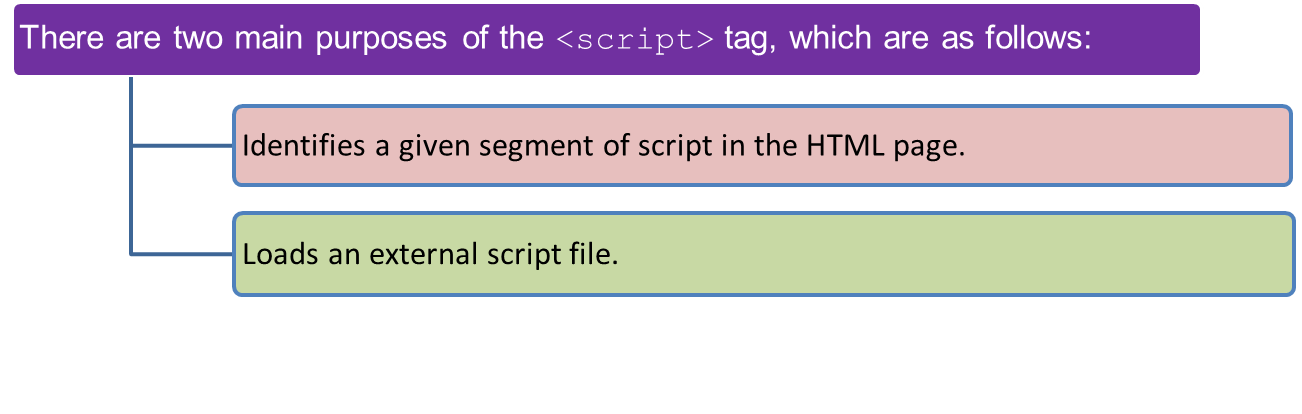 There are two main purposes of the <script> tag, which are as follows:
Identifies a given segment of script in the HTML page.
Loads an external script file.